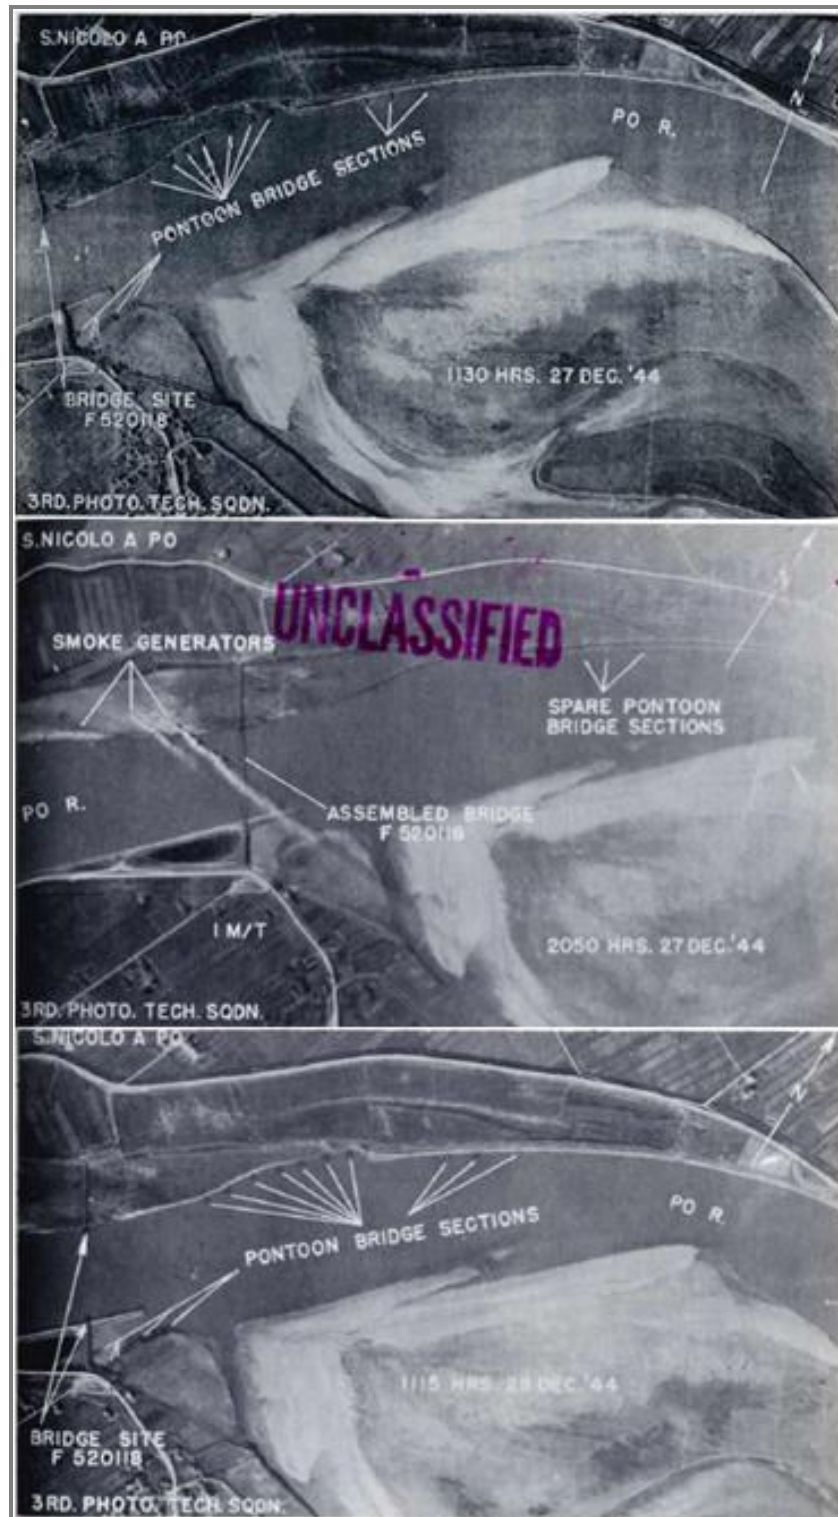 S.NICOLO A PO
PO R.
N
PONTOON BRIDGE SECTIONS
1130 HRS. 27 DEC. '44
BRIDGE SITE
F 520118
3RD. PHOTO. TECH. SQDN.
S.NICOLO A PO
UNCLASSIFIED
SMOKE GENERATORS
SPARE PONTOON
BRIDGE SECTIONS
PO R.
ASSEMBLED BRIDGE
F 520118
1 M/T
2050 HRS. 27 DEC. '44
3RD. PHOTO. TECH. SQDN.
S.NICOLO A PO
N
PO R.
PONTOON BRIDGE SECTIONS
1115 HRS 28 DEC. '44
BRIDGE SITE
F 520118
3RD. PHOTO. TECH. SQDN.